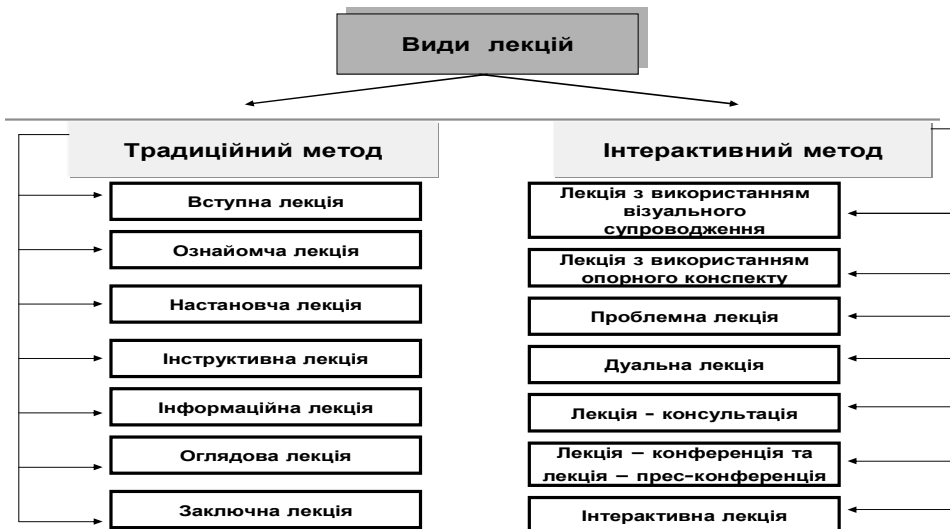 Види лекцій
Традиційний метод
Вступна лекція
Ознайомча лекція
Настановча лекція
Інструктивна лекція
Інформаційна лекція
Оглядова лекція
Заключна лекція
Інтерактивний метод
Лекція з використанням
візуального
супроводження
Лекція з використанням
опорного конспекту
Проблемна лекція
Дуальна лекція
Лекція - консультація
Лекція – конференція та
лекція – прес-конференція
Інтерактивна лекція